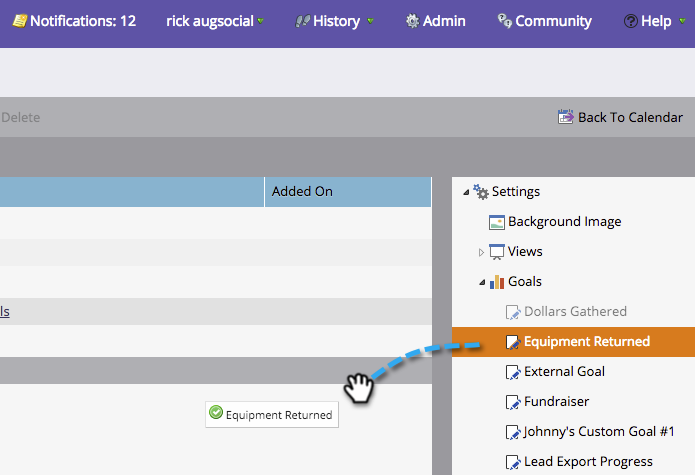 Notifications: 12 rick augsocial History Admin Community Help
Delete Back To Calendar
Added On
Settings
Background Image
Views
Goals
ls
Dollars Gathered
Equipment Returned
External Goal
Fundraiser
Equipment Returned
Johnny's Custom Goal #1
Lead Export Progress